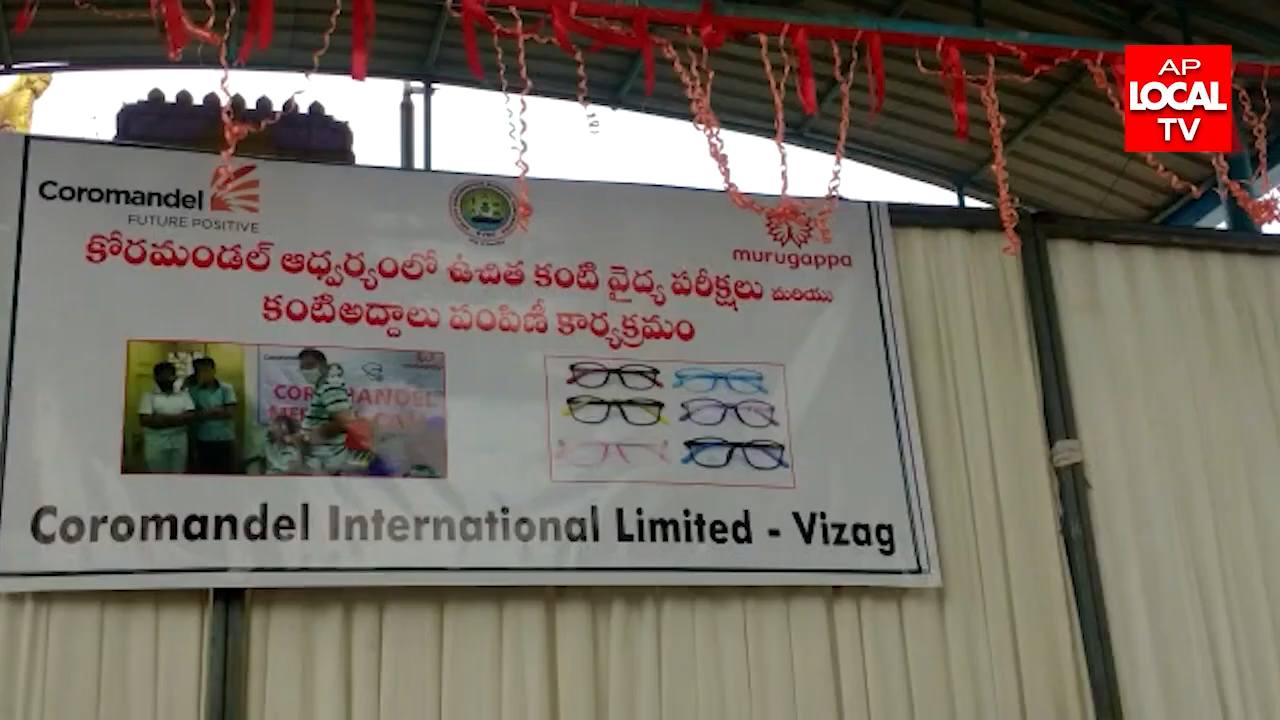 AP
LOCAL
TV
Coromandel
FUTURE POSITIVE
murugappa
కోరమండల్ ఆధ్వర్యంలో ఉచిత కంటి వైద్య పరీక్షలు మరియు
కంటిఅద్దాలు పంపిణీ కార్యక్రమం
Coromandel International Limited - Vizag